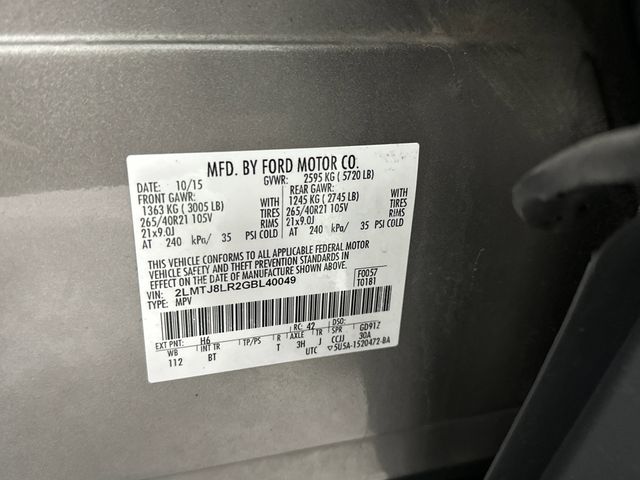 MFD. BY FORD MOTOR CO.
DATE: 10/15 GVWR: 2595 KG ( 5720 LB)
FRONT GAWR: REAR GAWR:
1363 KG ( 3005 LB) WITH 1245 KG ( 2745 LB) WITH
265/40R21 105V TIRES 265/40R21 105V TIRES
21x9.0J RIMS 21x9.0J RIMS
AT 240 kPa/ 35 PSI COLD AT 240 kPa/ 35 PSI COLD
THIS VEHICLE CONFORMS TO ALL APPLICABLE FEDERAL MOTOR
VEHICLE SAFETY AND THEFT PREVENTION STANDARDS IN
EFFECT ON THE DATE OF MANUFACTURE SHOWN ABOVE.
VIN: 2LMTJ8LR2GBL40049 F0057
TYPE: MPV T0181
EXT PNT: H6 RC: 42 DSO:
WB INT TR TP/PS R AXLE TR SPR GD91Z
112 BT T 3H J CCJJ 30A
UTC ▽5U5A-1520472-BA